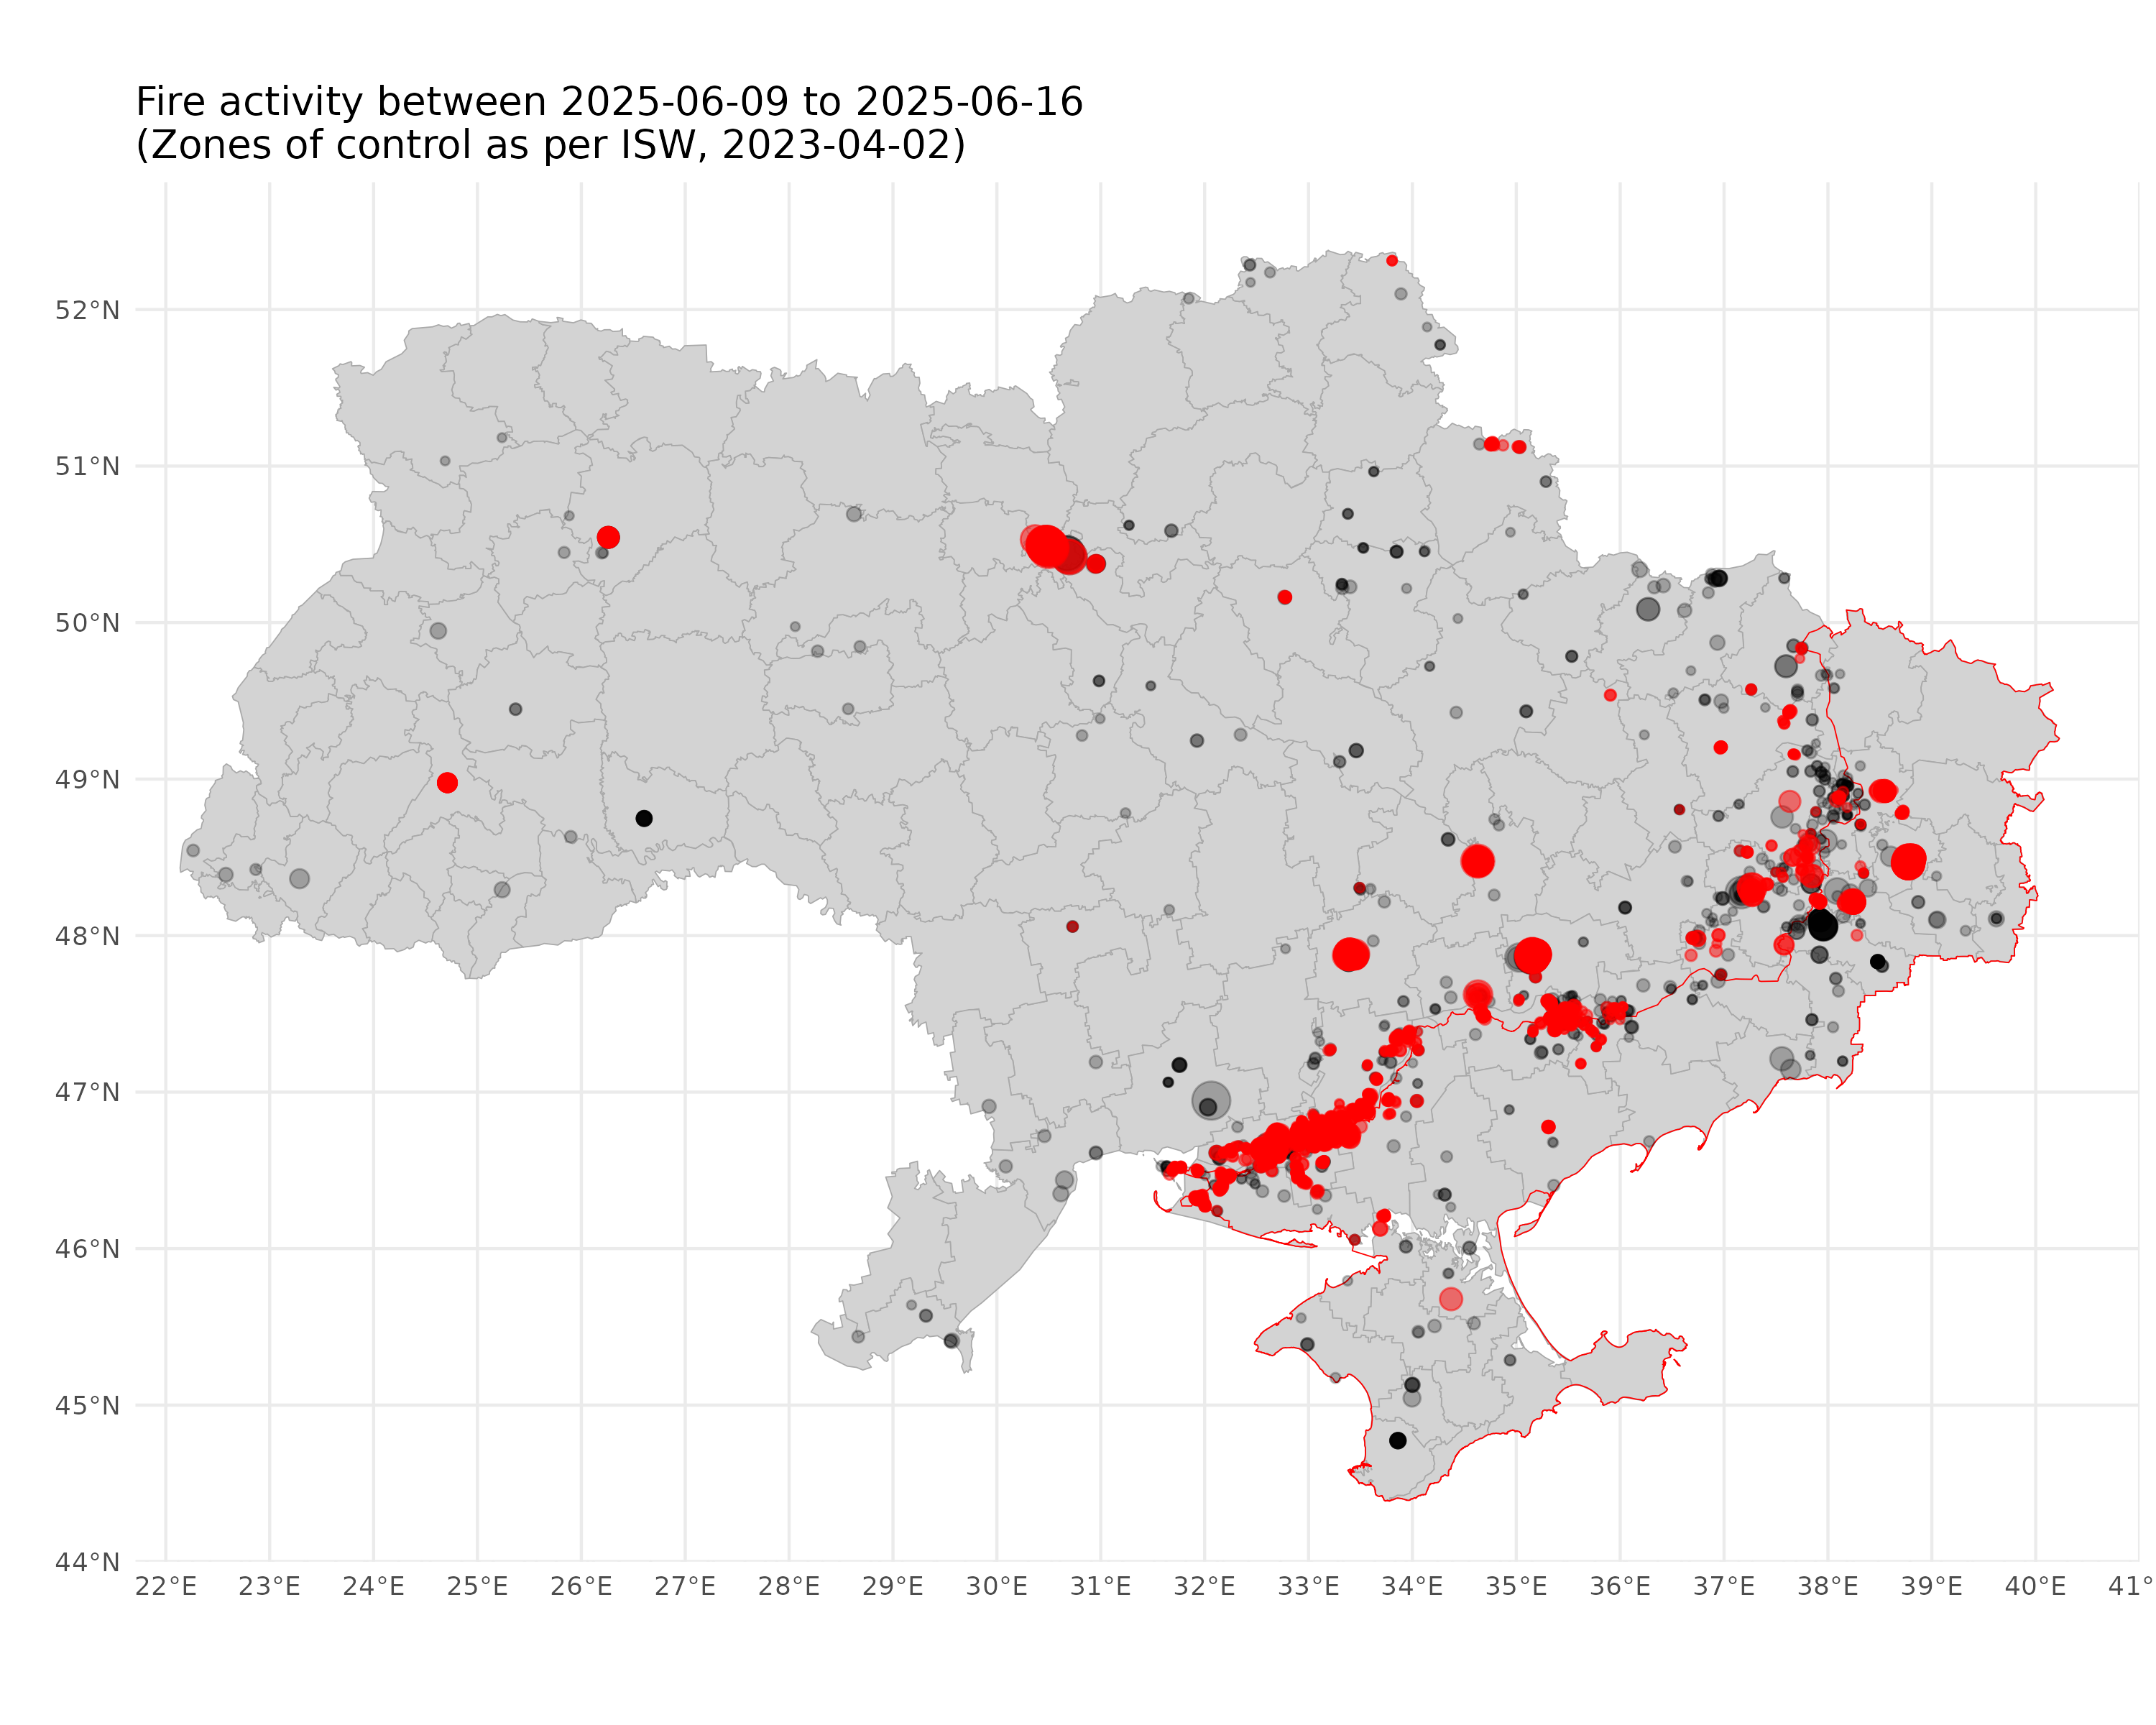 Fire activity between 2025-06-09 to 2025-06-16
(Zones of control as per ISW, 2023-04-02)
52°N
51°N
50°N
49°N
48°N
47°N
46°N
45°N
44°N
22°E 23°E 24°E 25°E 26°E 27°E 28°E 29°E 30°E 31°E 32°E 33°E 34°E 35°E 36°E 37°E 38°E 39°E 40°E 41°